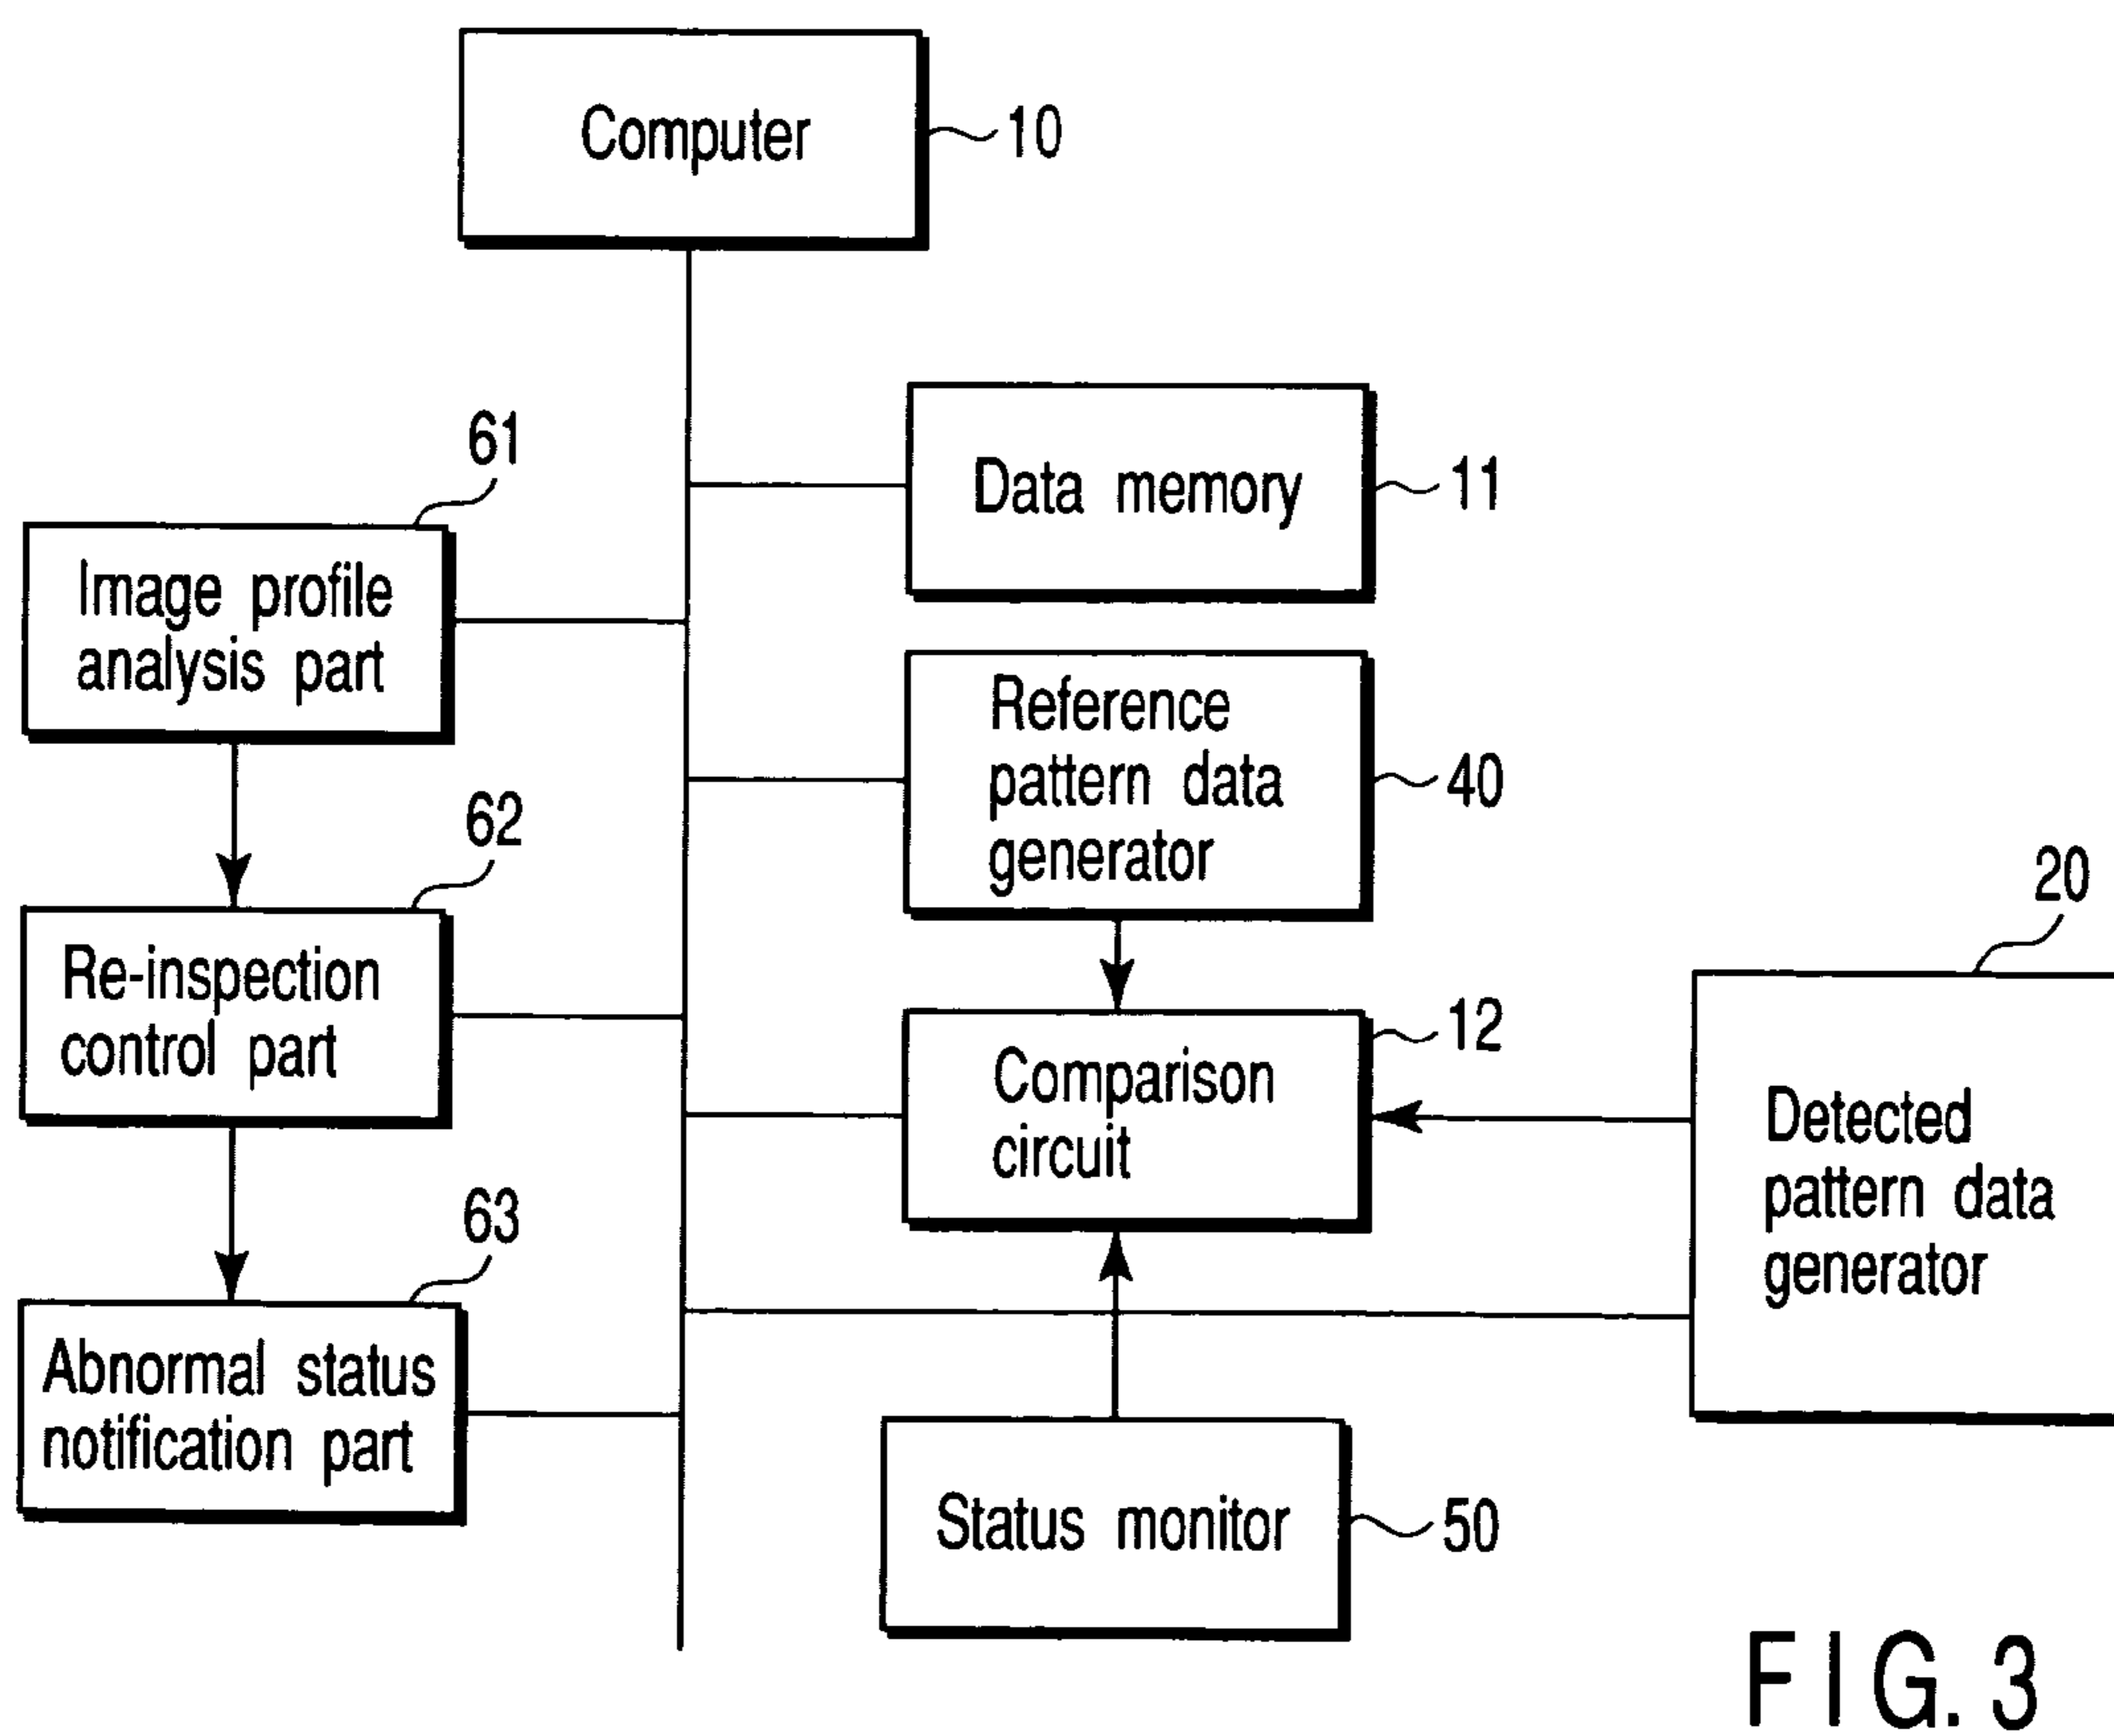 Computer
10
Data memory
11
61
Image profile
analysis part
Reference
pattern data
generator
40
62
Re-inspection
control part
20
12
Comparison
circuit
Detected
pattern data
generator
63
Abnormal status
notification part
Status monitor
50
FIG. 3